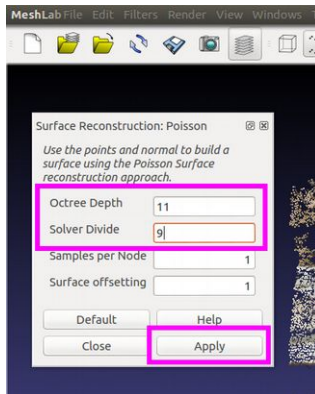 MeshLab File Edit Filters Render View Windows
Surface Reconstruction: Poisson
Use the points and normal to build a
surface using the Poisson Surface
reconstruction approach.
Octree Depth 11
Solver Divide 9
Samples per Node 1
Surface offsetting 1
Default Help
Close Apply